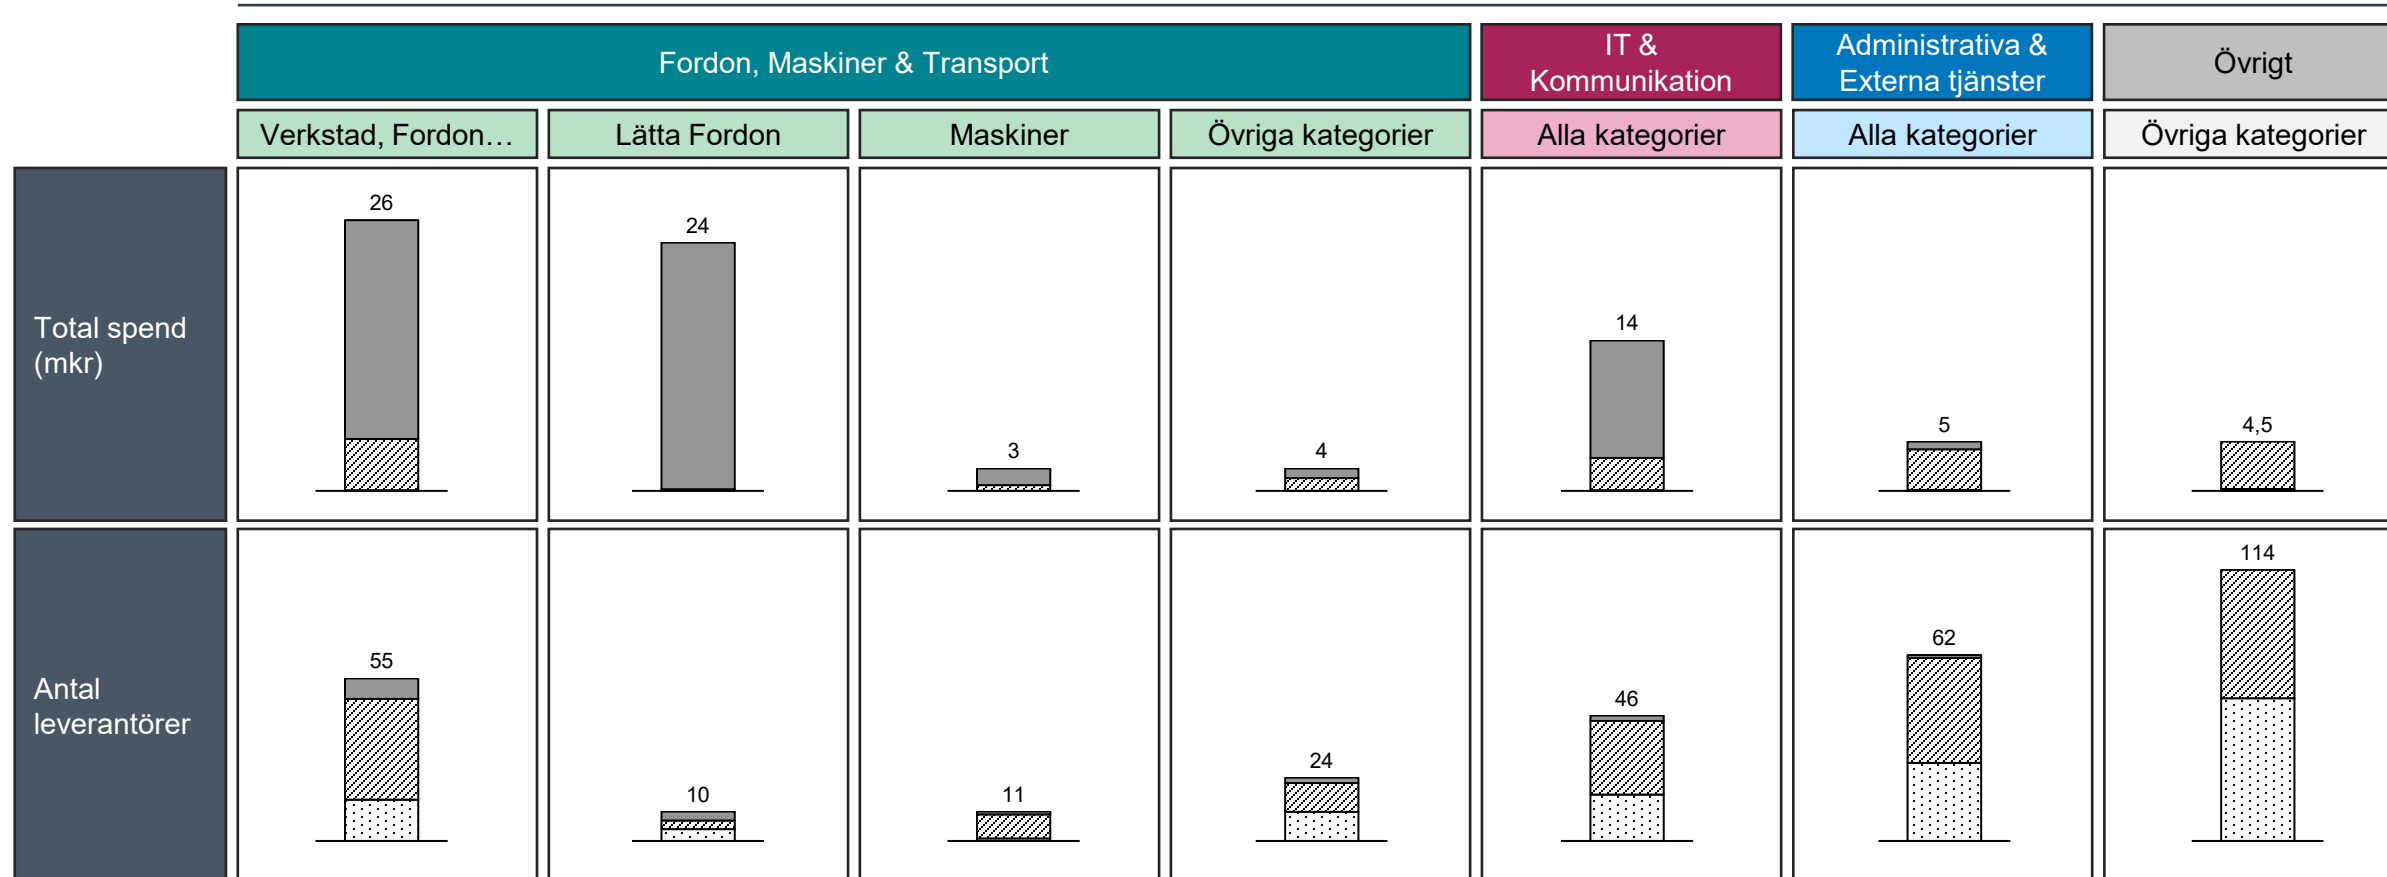 Fordon, Maskiner & Transport
IT &
Kommunikation
Administrativa &
Externa tjänster
Övrigt
Verkstad, Fordon…
Lätta Fordon
Maskiner
Övriga kategorier
Alla kategorier
Alla kategorier
Övriga kategorier
Total spend
(mkr)
26
24
3
4
14
5
4,5
Antal
leverantörer
55
10
11
24
46
62
114